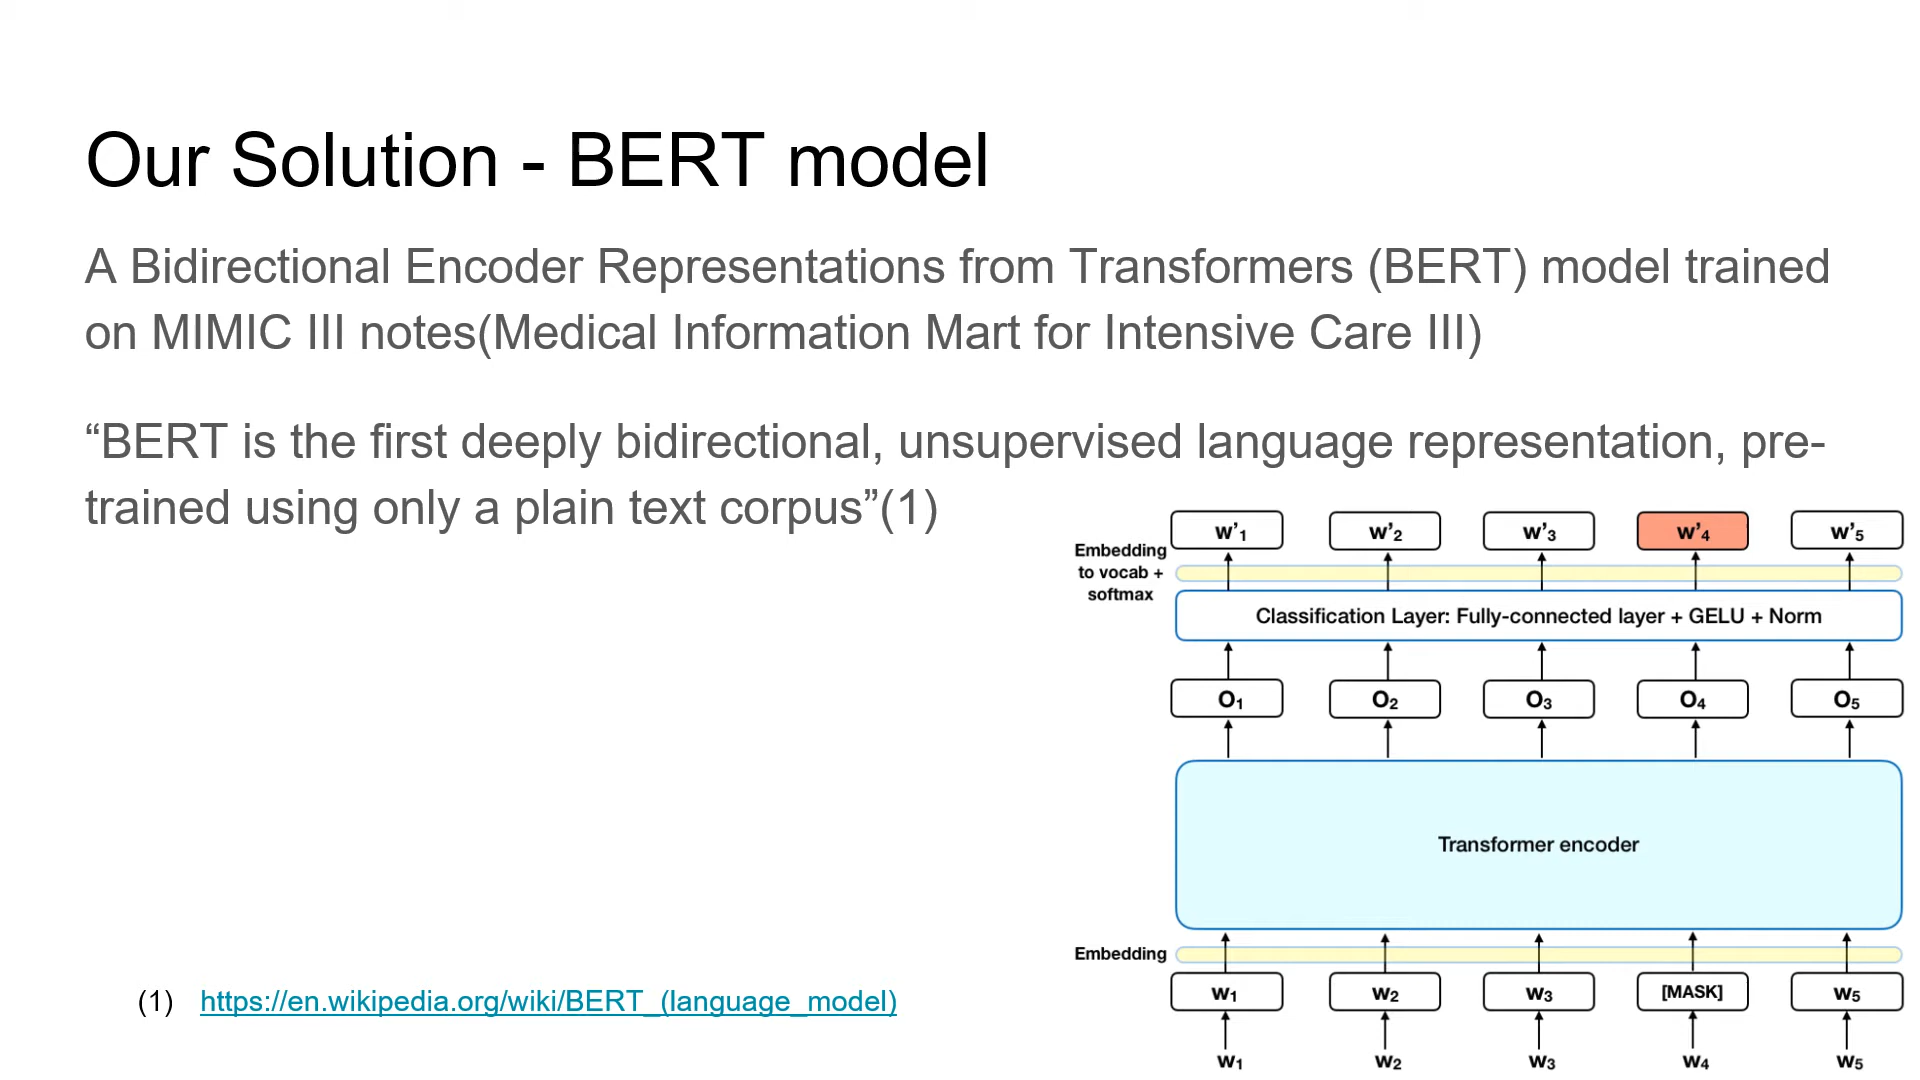 Our Solution - BERT model
A Bidirectional Encoder Representations from Transformers (BERT) model trained
on MIMIC III notes(Medical Information Mart for Intensive Care III)
“BERT is the first deeply bidirectional, unsupervised language representation, pre-
trained using only a plain text corpus”(1)
w’₁ w’₂ w’₃ w’₄ w’₅
Embedding
to vocab +
softmax
Classification Layer: Fully-connected layer + GELU + Norm
O₁ O₂ O₃ O₄ O₅
Transformer encoder
Embedding
w₁ w₂ w₃ [MASK] w₅
w₁ w₂ w₃ w₄ w₅
(1) https://en.wikipedia.org/wiki/BERT_(language_model)